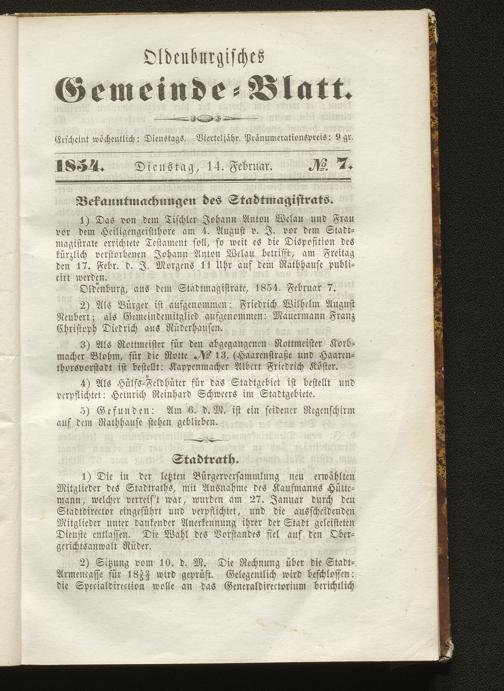 Oldenburgisches
Gemeinde-Blatt.
Erscheint wöchentlich: Dienstags. Vierteljähr. Pränumerationspreis: 9 gr.
1854. Dienstag, 14. Februar. № 7.
Bekanntmachungen des Stadtmagistrats.
1) Das von dem Tischler Johann Anton Welau und Frau
vor dem Heiligengeistthore am 4. August v. J. vor dem Stadt-
magistrate errichtete Testament soll, so weit es die Disposition des
kürzlich verstorbenen Johann Anton Welau betrifft, am Freitag
den 17. Febr. d. J. Morgens 11 Uhr auf dem Rathhause publi-
cirt werden.
Oldenburg, aus dem Stadtmagistrate, 1854. Februar 7.
2) Als Bürger ist aufgenommen: Friedrich Wilhelm August
Neubert; als Gemeindemitglied aufgenommen: Mauermann Franz
Christoph Diedrich aus Rüderhausen.
3) Als Rottmeister für den abgegangenen Rottmeister Korb-
macher Blohm, für die Rotte № 13. (Haarenstraße und Haaren-
thorsvorstadt ist bestellt: Kappenmacher Albert Friedrich Köster.
4) Als Hülfs-Feldhüter für das Stadtgebiet ist bestellt und
verpflichtet: Heinrich Reinhard Schweers im Stadtgebiete.
5) Gefunden: Am 6. d. M. ist ein seidener Regenschirm
auf dem Rathhause stehen geblieben.
Stadtrath.
1) Die in der letzten Bürgerversammlung neu erwählten
Mitglieder des Stadtraths, mit Ausnahme des Kaufmanns Hütte-
mann, welcher verreis't war, wurden am 27. Januar durch den
Stadtdirector eingeführt und verpflichtet, und die ausscheidenden
Mitglieder unter dankender Anerkennung ihrer der Stadt geleisteten
Dienste entlassen. Die Wahl des Vorstandes fiel auf den Ober-
gerichtsanwalt Rüder.
2) Sitzung vom 10. d. M. Die Rechnung über die Stadt-
Armencasse für 18 wird geprüft. Gelegentlich wird beschlossen:
die Specialdirection wolle an das Generaldirectorium berichtlich